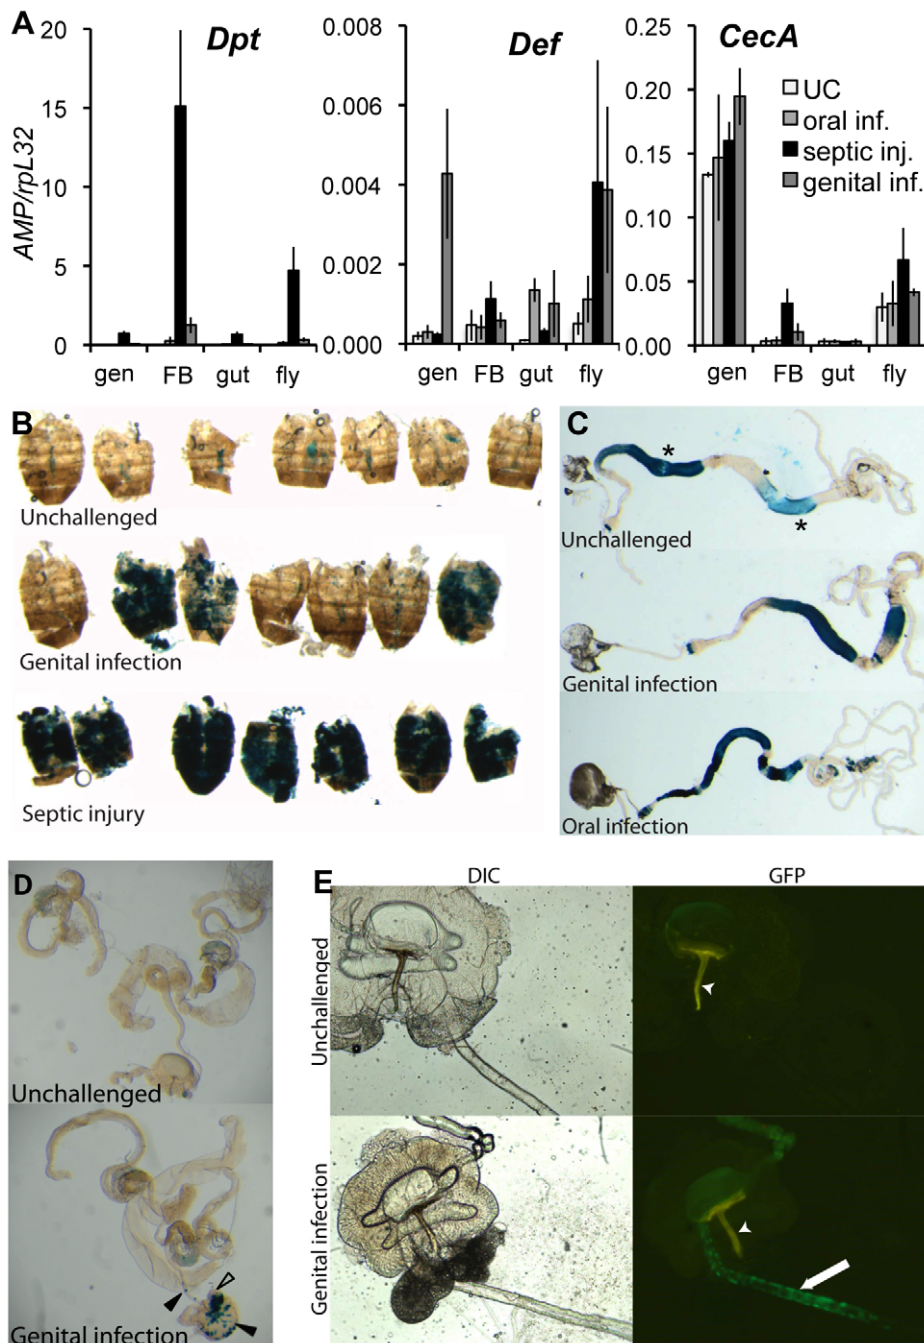 A
Dpt
Def
CecA
AMP/rpL32
20
15
10
5
0
gen FB gut fly
0.008
0.006
0.004
0.002
0.000
gen FB gut fly
0.25
0.20
0.15
0.10
0.05
0.00
gen FB gut fly
UC
oral inf.
septic inj.
genital inf.
B
Unchallenged
Genital infection
Septic injury
C
*
*
Unchallenged
Genital infection
Oral infection
D
Unchallenged
Genital infection
E
DIC
GFP
Unchallenged
Genital infection